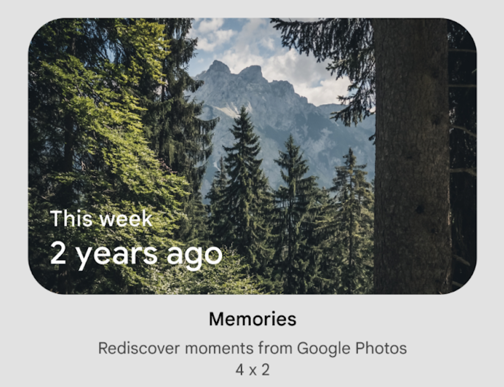 This week
2 years ago
Memories
Rediscover moments from Google Photos
4 x 2